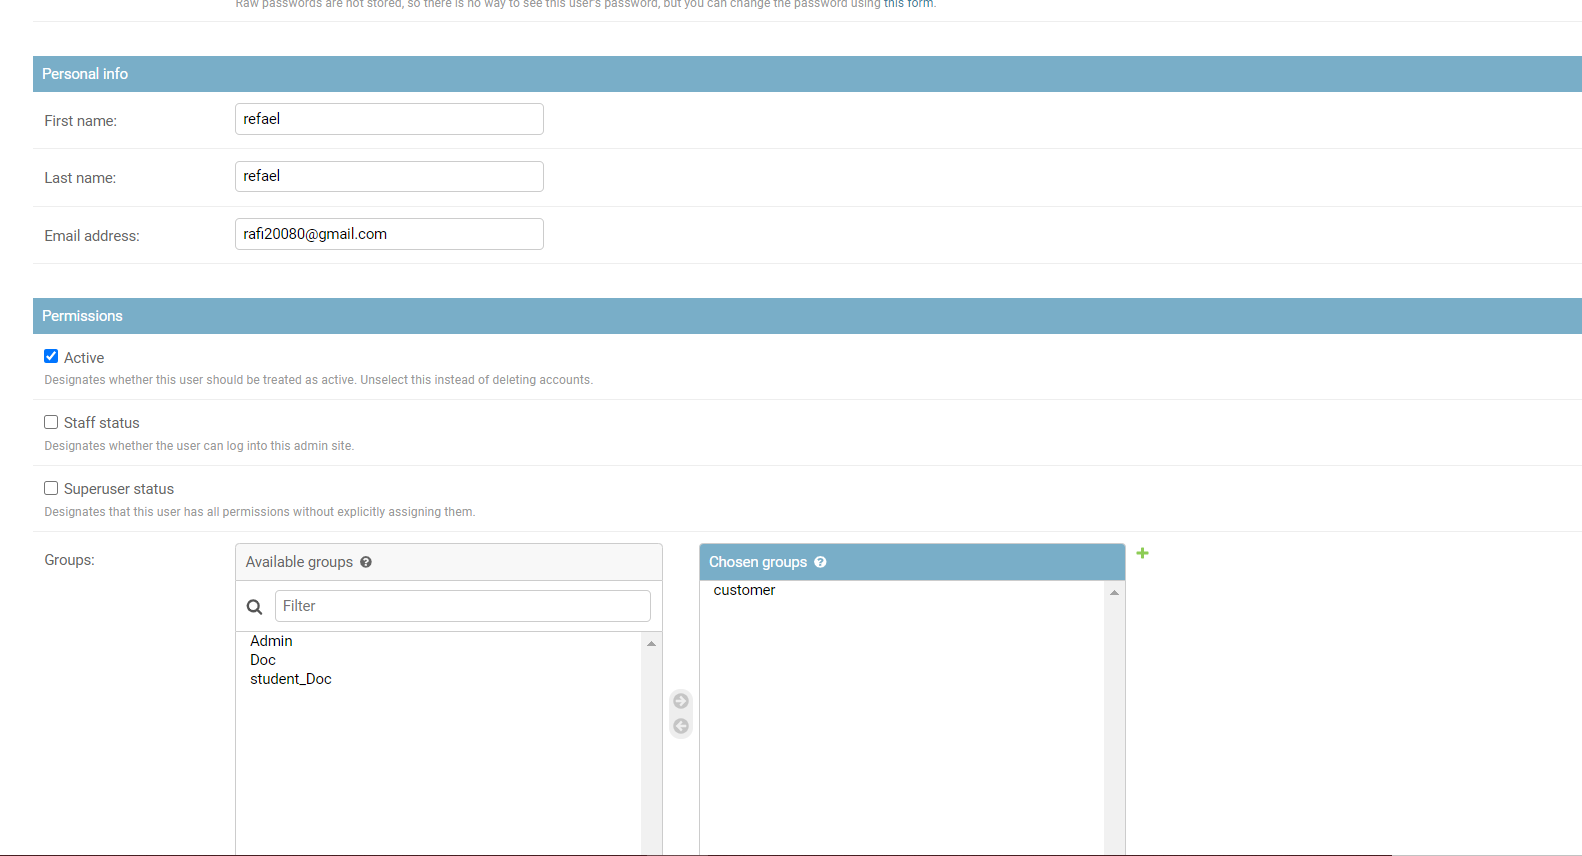 Raw passwords are not stored, so there is no way to see this user's password, but you can change the password using this form.
Personal info
First name: refael
Last name: refael
Email address: rafi20080@gmail.com
Permissions
Active
Designates whether this user should be treated as active. Unselect this instead of deleting accounts.
Staff status
Designates whether the user can log into this admin site.
Superuser status
Designates that this user has all permissions without explicitly assigning them.
Groups:
Available groups
Filter
Admin
Doc
student_Doc
Chosen groups
customer